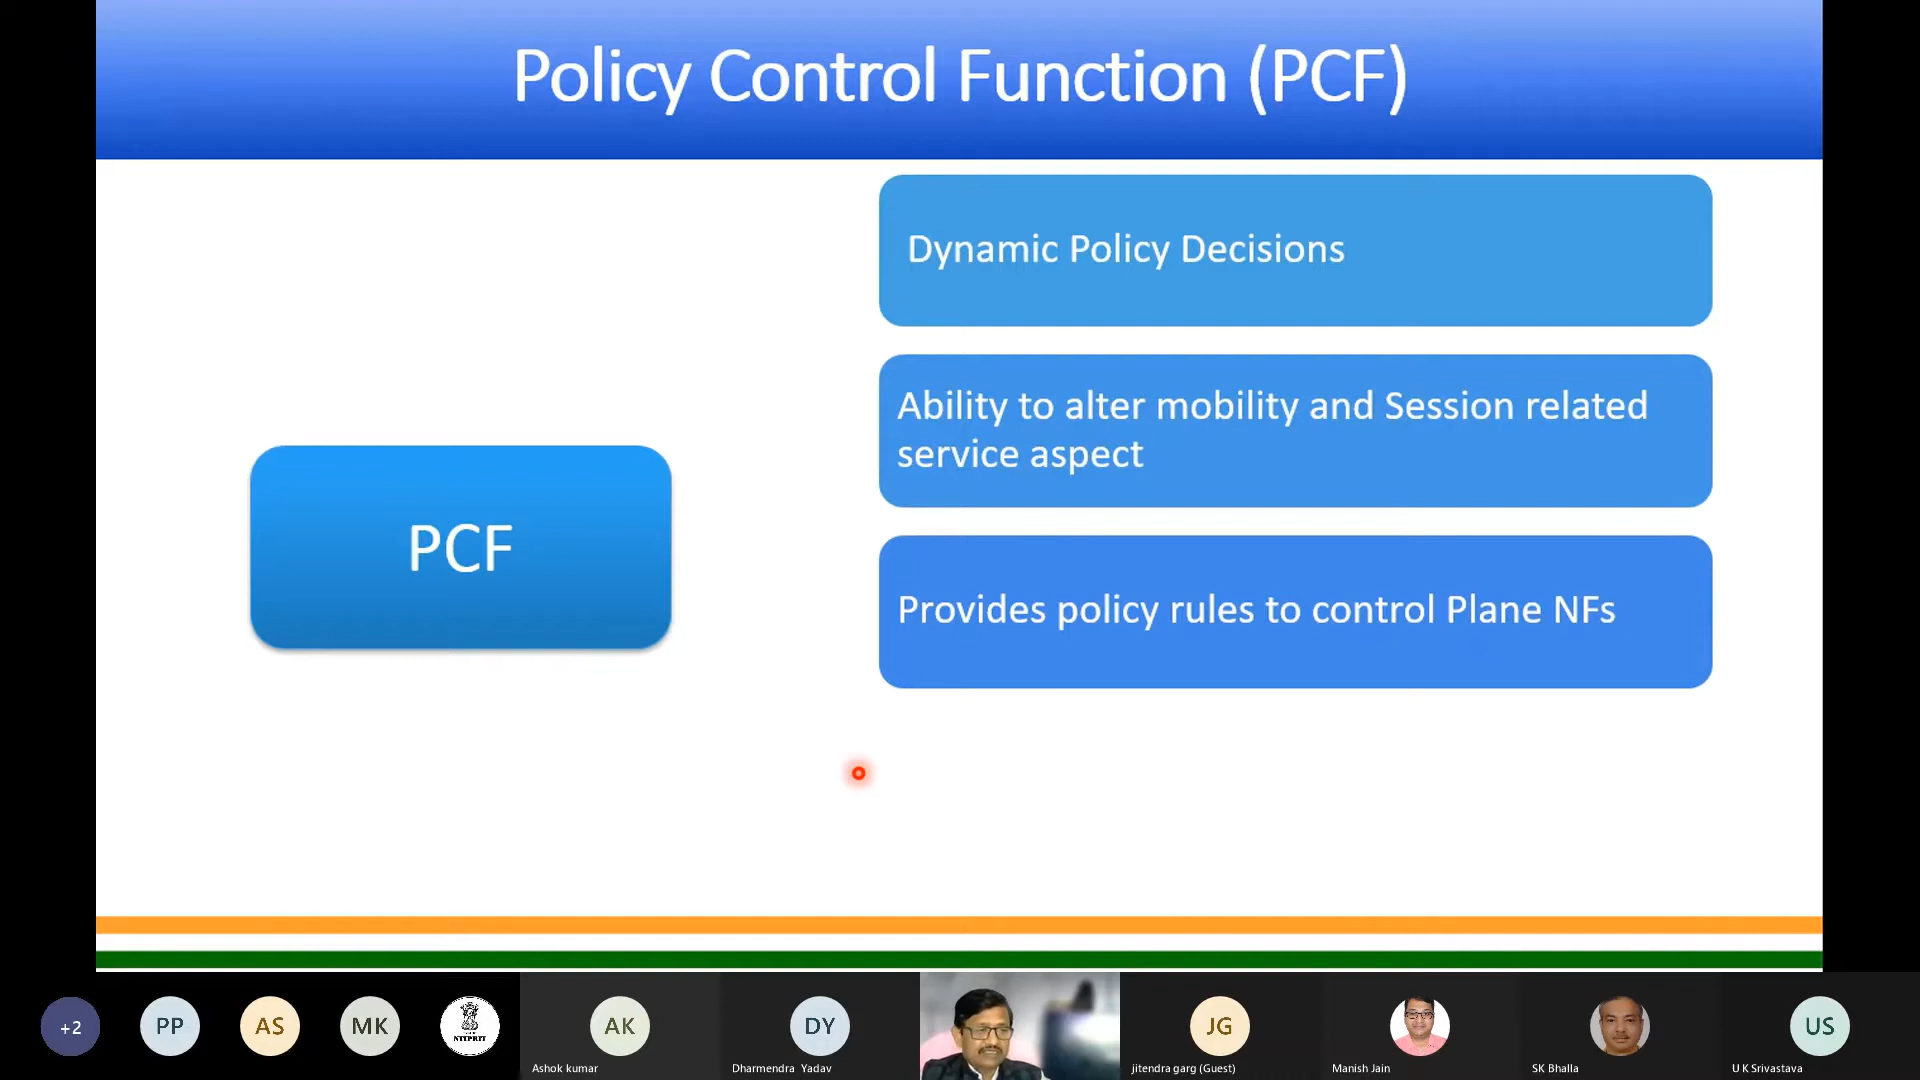 Policy Control Function (PCF)
Dynamic Policy Decisions
Ability to alter mobility and Session related
service aspect
PCF
Provides policy rules to control Plane NFs
+2
PP
AS
MK
NTIPRIT
AK
DY
JG
US
Ashok kumar
Dharmendra Yadav
jitendra garg (Guest)
Manish Jain
SK Bhalla
U K Srivastava